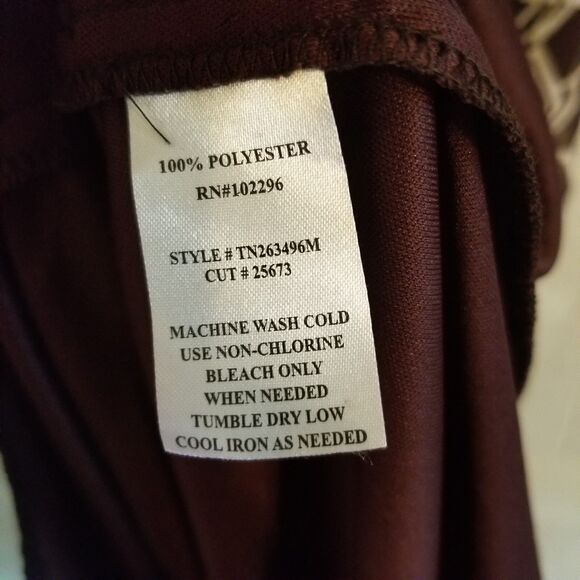 100% POLYESTER
RN#102296
STYLE # TN263496M
CUT # 25673
MACHINE WASH COLD
USE NON-CHLORINE
BLEACH ONLY
WHEN NEEDED
TUMBLE DRY LOW
COOL IRON AS NEEDED